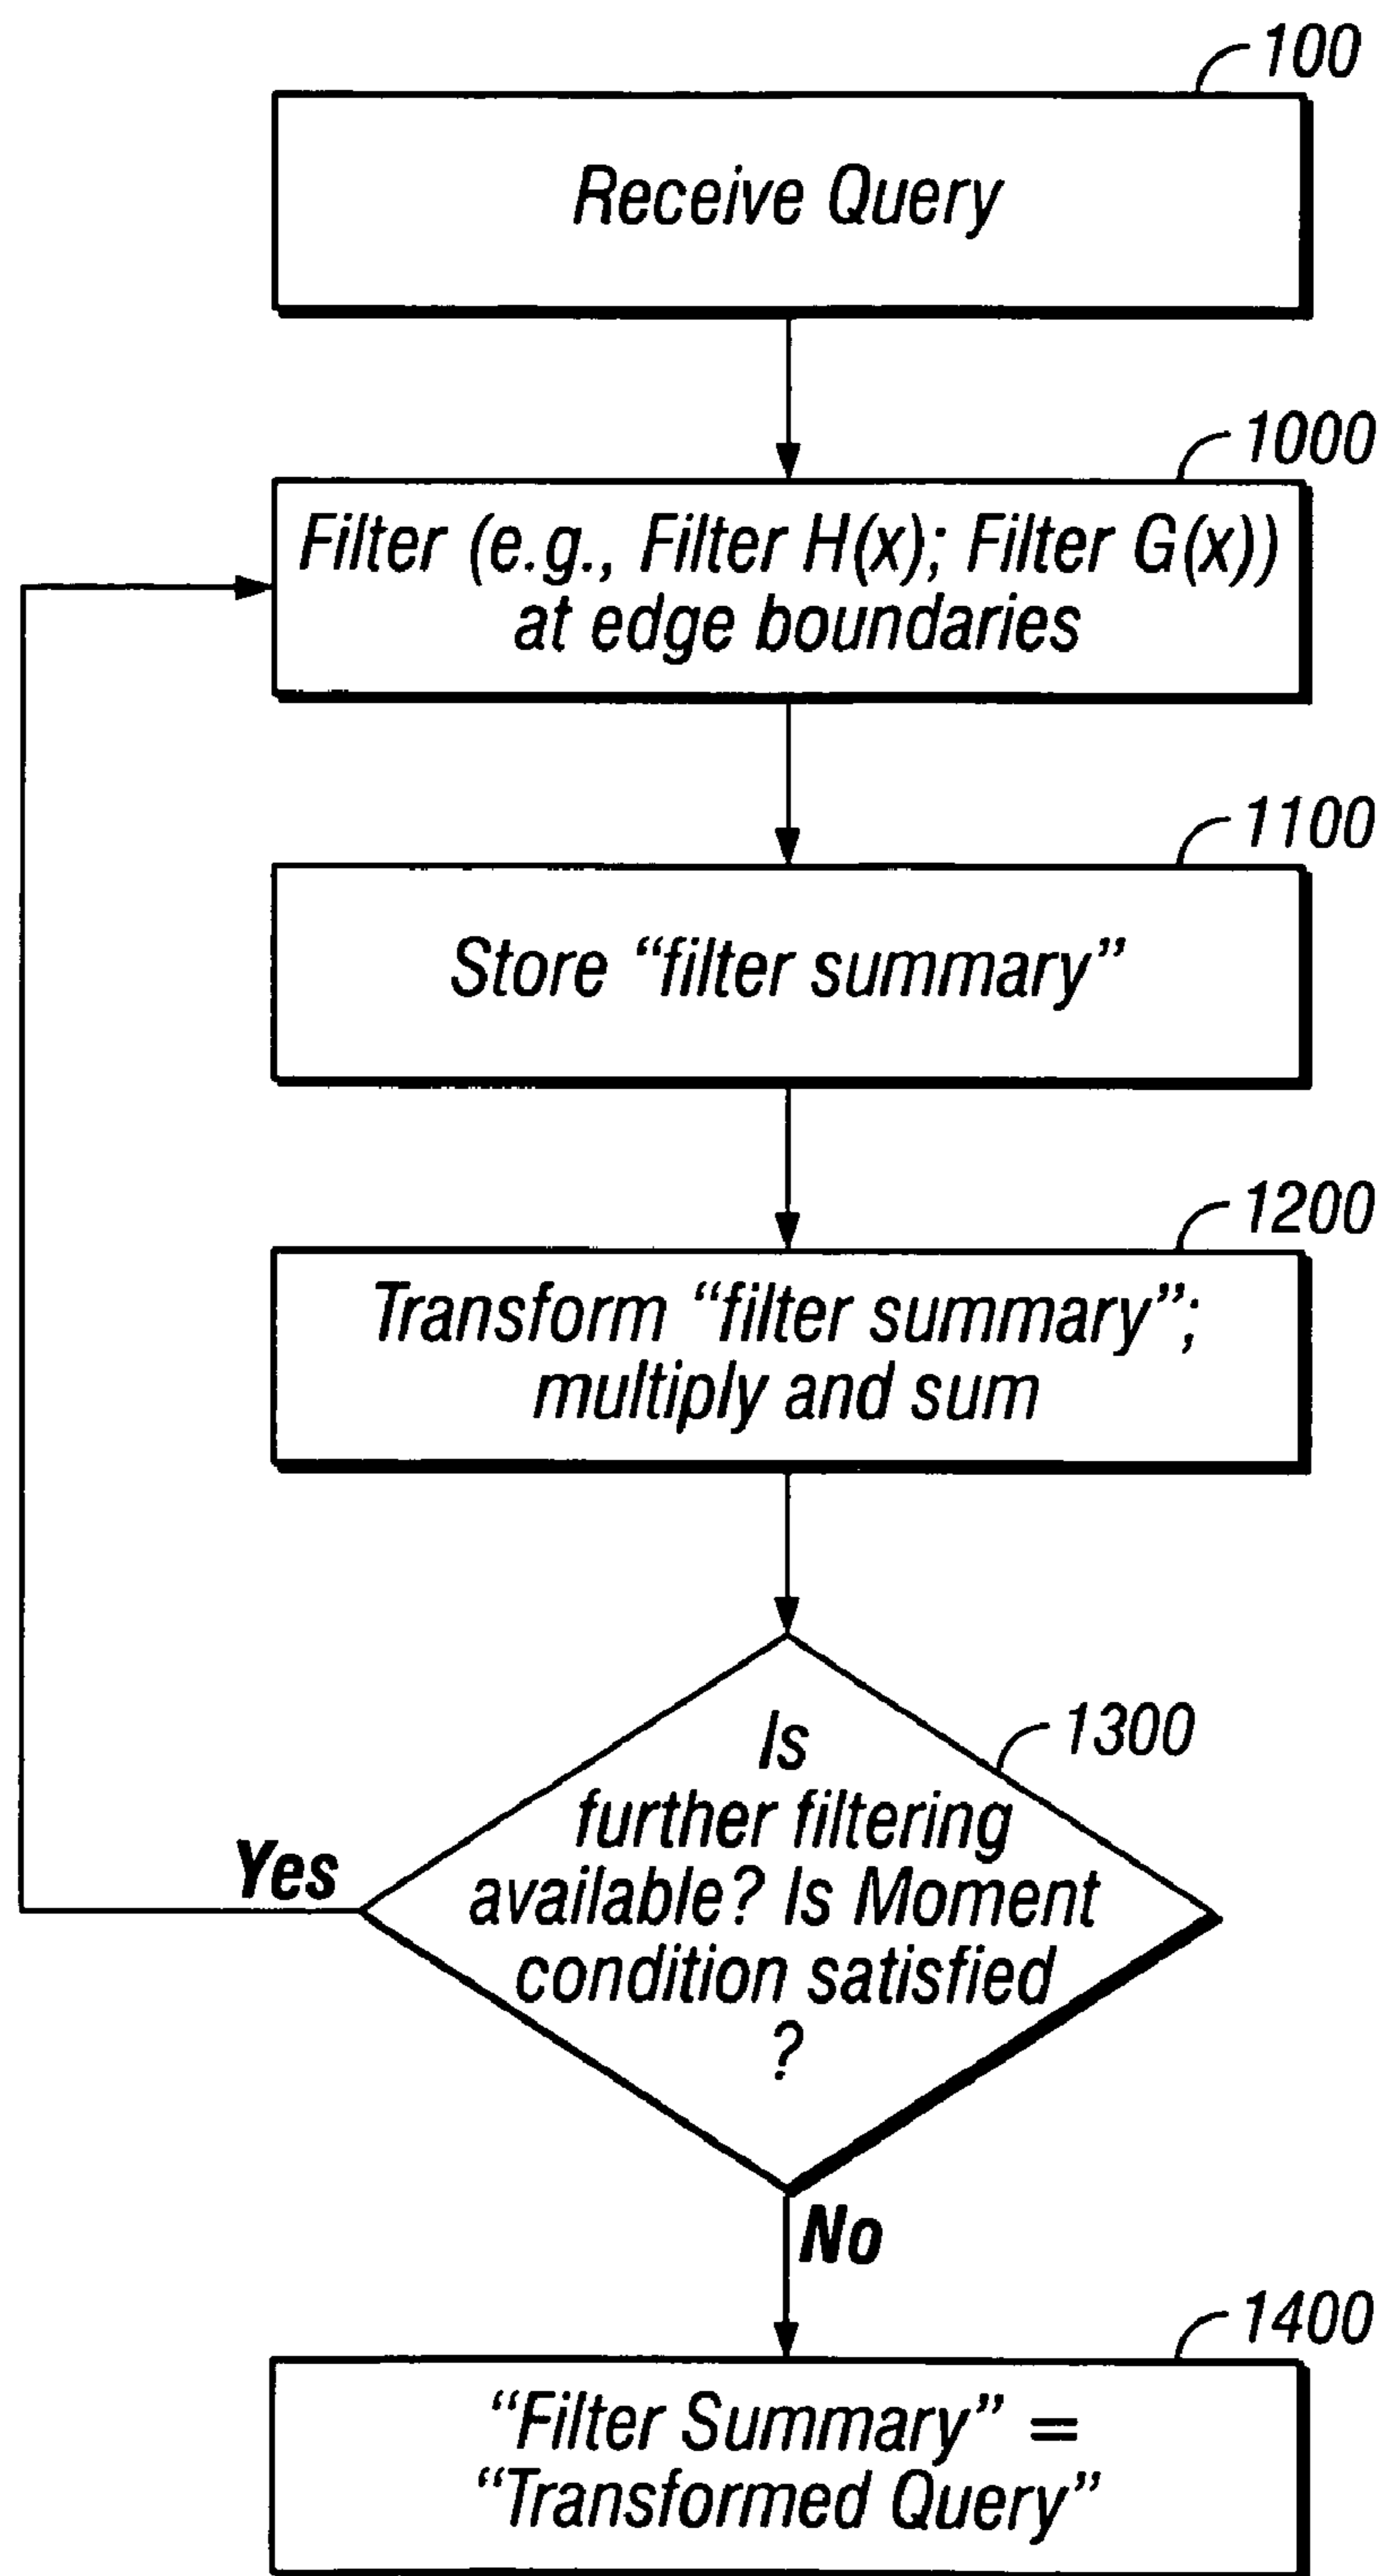 100
Receive Query
1000
Filter (e.g., Filter H(x); Filter G(x))
at edge boundaries
1100
Store “filter summary”
1200
Transform “filter summary”;
multiply and sum
1300
Is
further filtering
available? Is Moment
condition satisfied
?
Yes
No
1400
“Filter Summary” =
“Transformed Query”